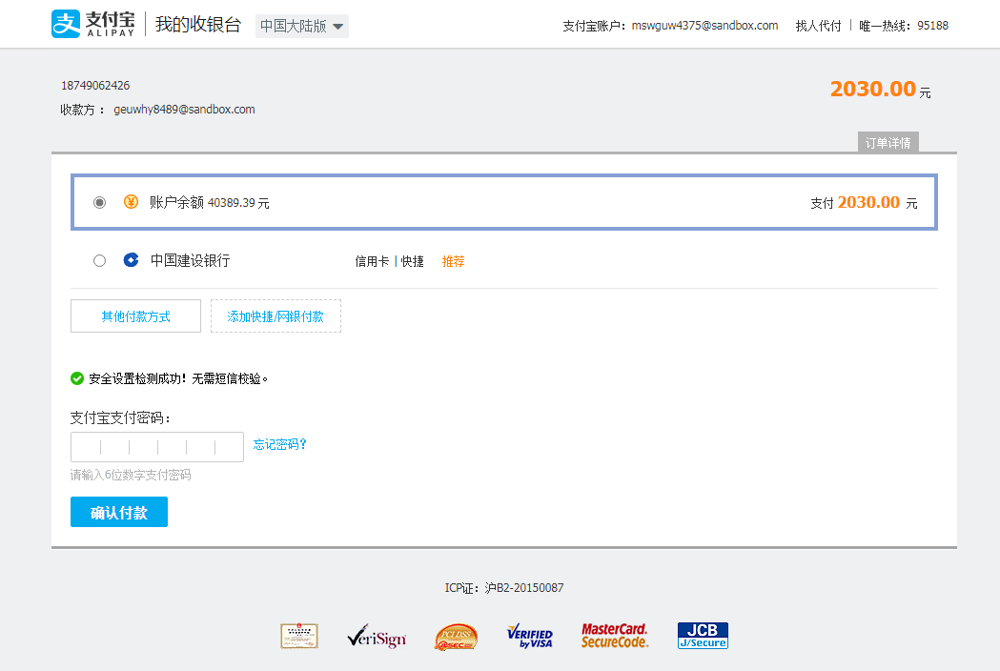 支付宝 ALIPAY 我的收银台 中国大陆版 支付宝账户：mswguw4375@sandbox.com 找人代付 唯一热线：95188
18749062426
2030.00 元
收款方： geuwhy8489@sandbox.com
订单详情
账户余额 40389.39 元 支付 2030.00 元
中国建设银行 信用卡 | 快捷 推荐
其他付款方式 添加快捷/网银付款
安全设置检测成功！无需短信校验。
支付宝支付密码：
忘记密码？
请输入6位数字支付密码
确认付款
ICP证：沪B2-20150087
VeriSign PCI DSS @SEC VERIFIED by VISA MasterCard. SecureCode. JCB J/Secure